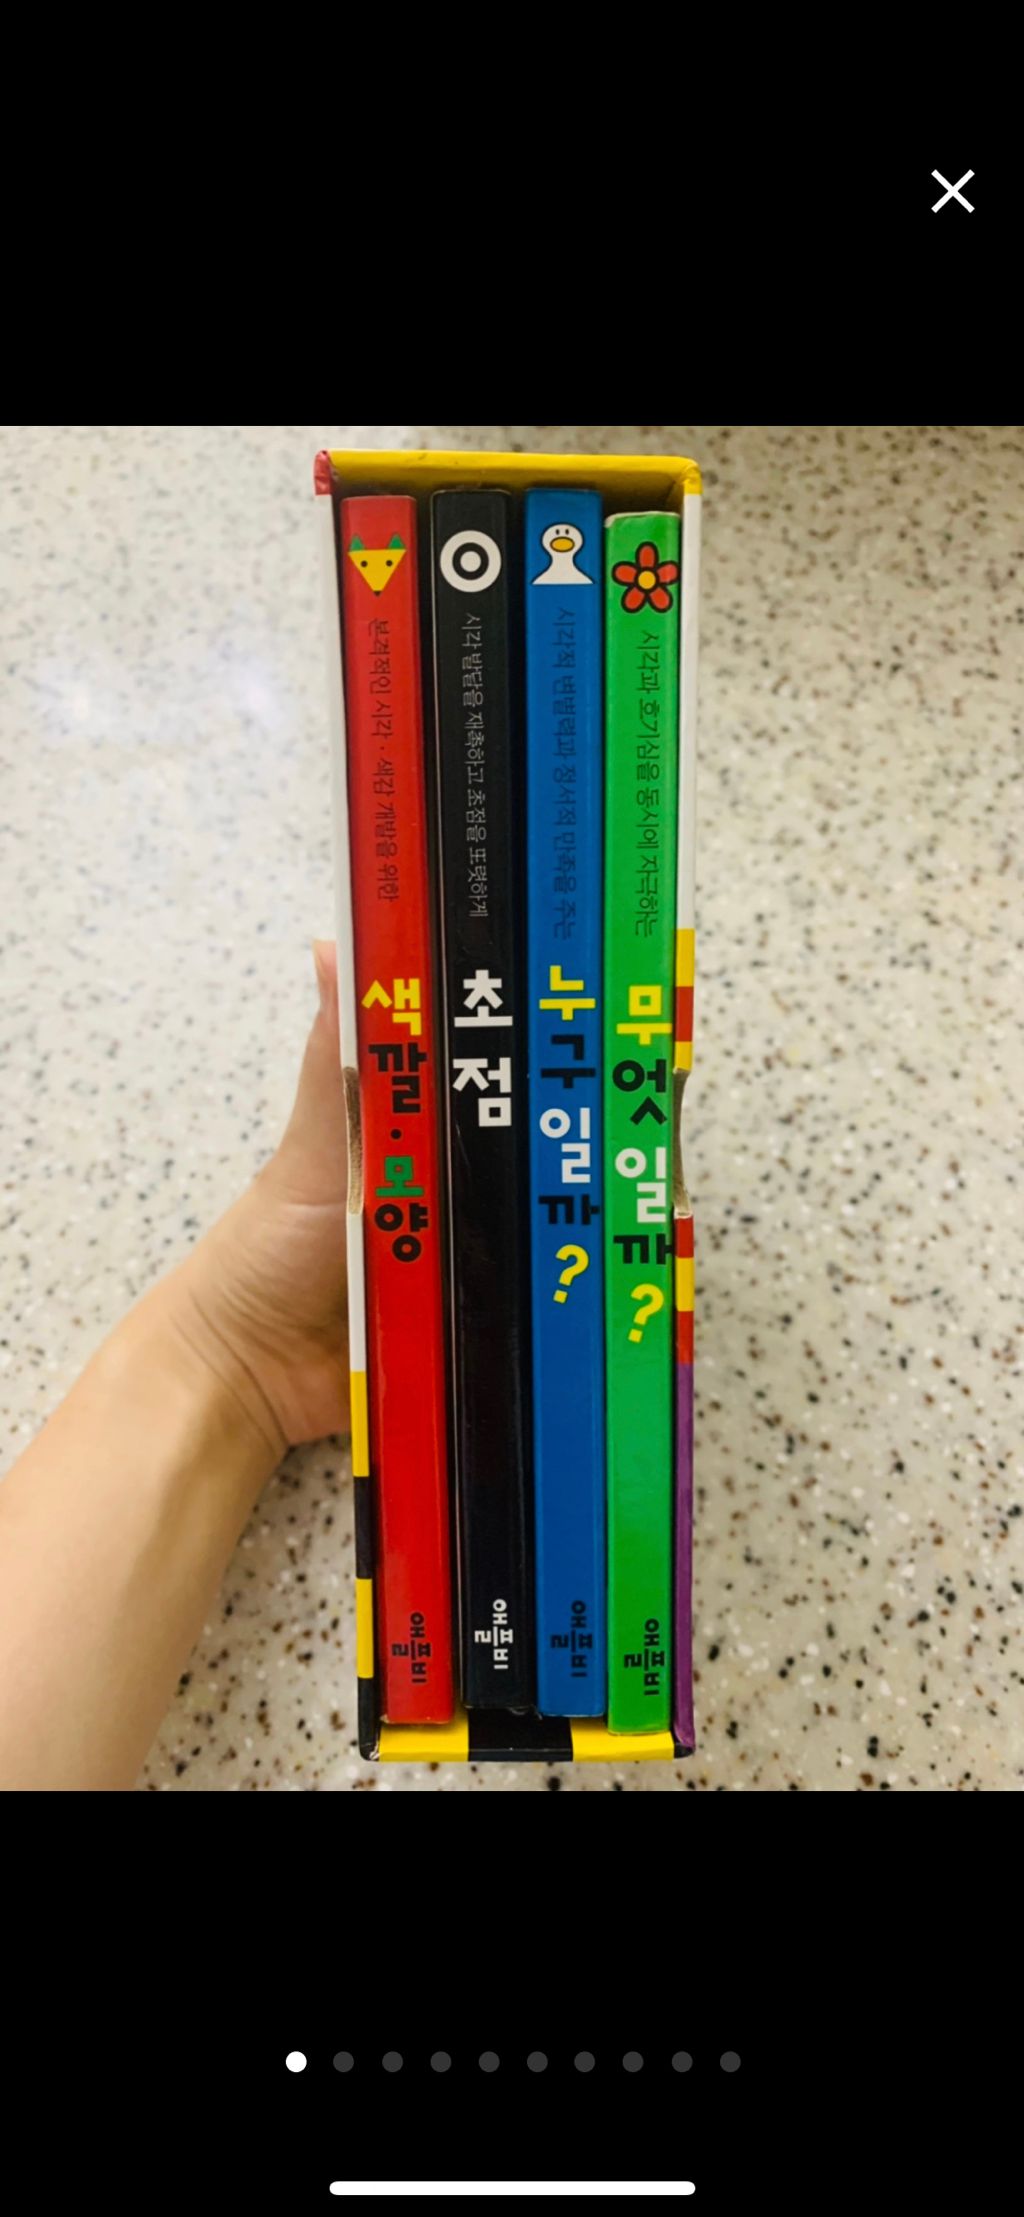 본격적인 시각 · 색감 개발을 위한
색깔 · 모양
애플비
시각 발달을 재촉하고 초점을 또렷하게
초점
애플비
시각적 변별력과 정서적 만족을 주는
누구일까?
애플비
시각과 호기심을 동시에 자극하는
무엇일까?
애플비